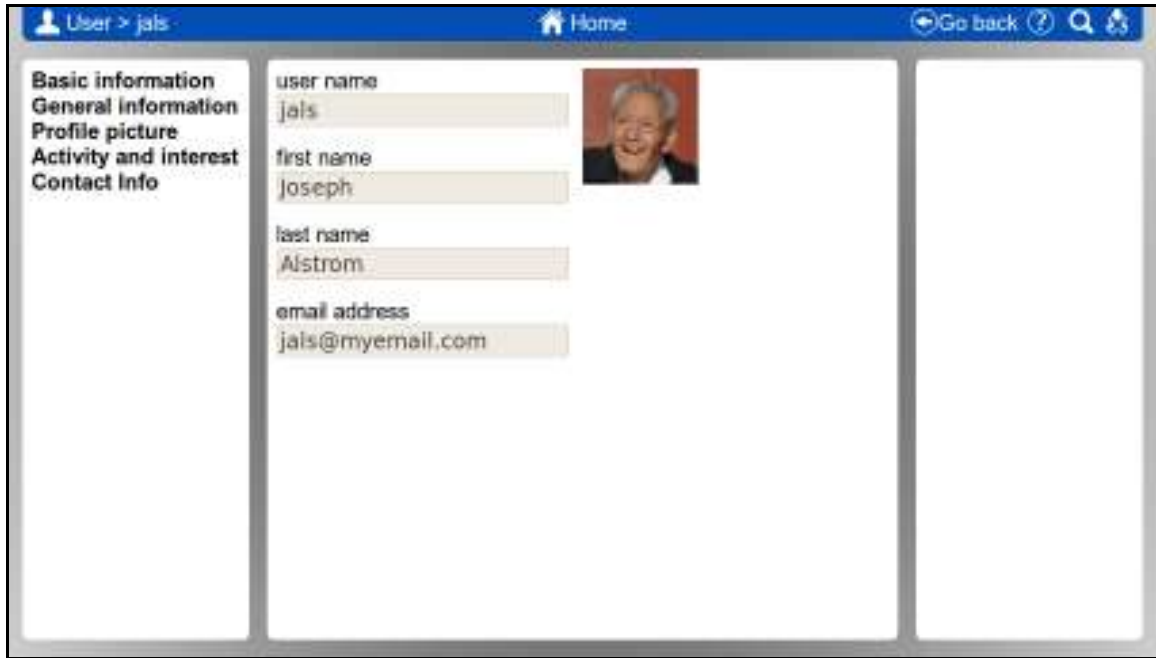 User > jals
Home
Go back
Basic information
General information
Profile picture
Activity and interest
Contact Info
user name
jals
first name
Joseph
last name
Alstrom
email address
jals@myemail.com